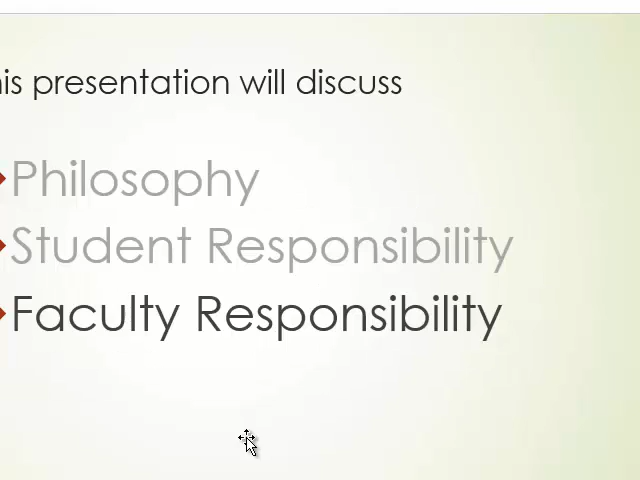 his presentation will discuss
Philosophy
Student Responsibility
Faculty Responsibility